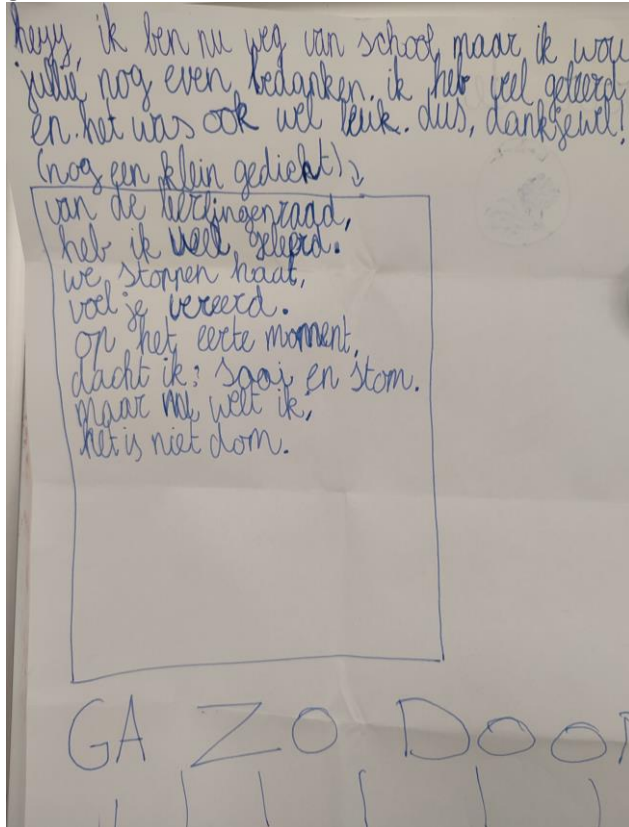 heyy, ik ben nu weg van school, maar ik wou
jullie nog even bedanken. ik heb veel geleerd
en het was ook wel leuk. dus, dankjewel!
(nog een klein gedicht)↓
van de leerlingenraad,
heb ik veel geleerd.
we stoppen haat,
voel je vereerd.
op het eerte moment,
dacht ik: saai en stom.
maar nu weet ik,
het is niet dom.
GA ZO DOOR